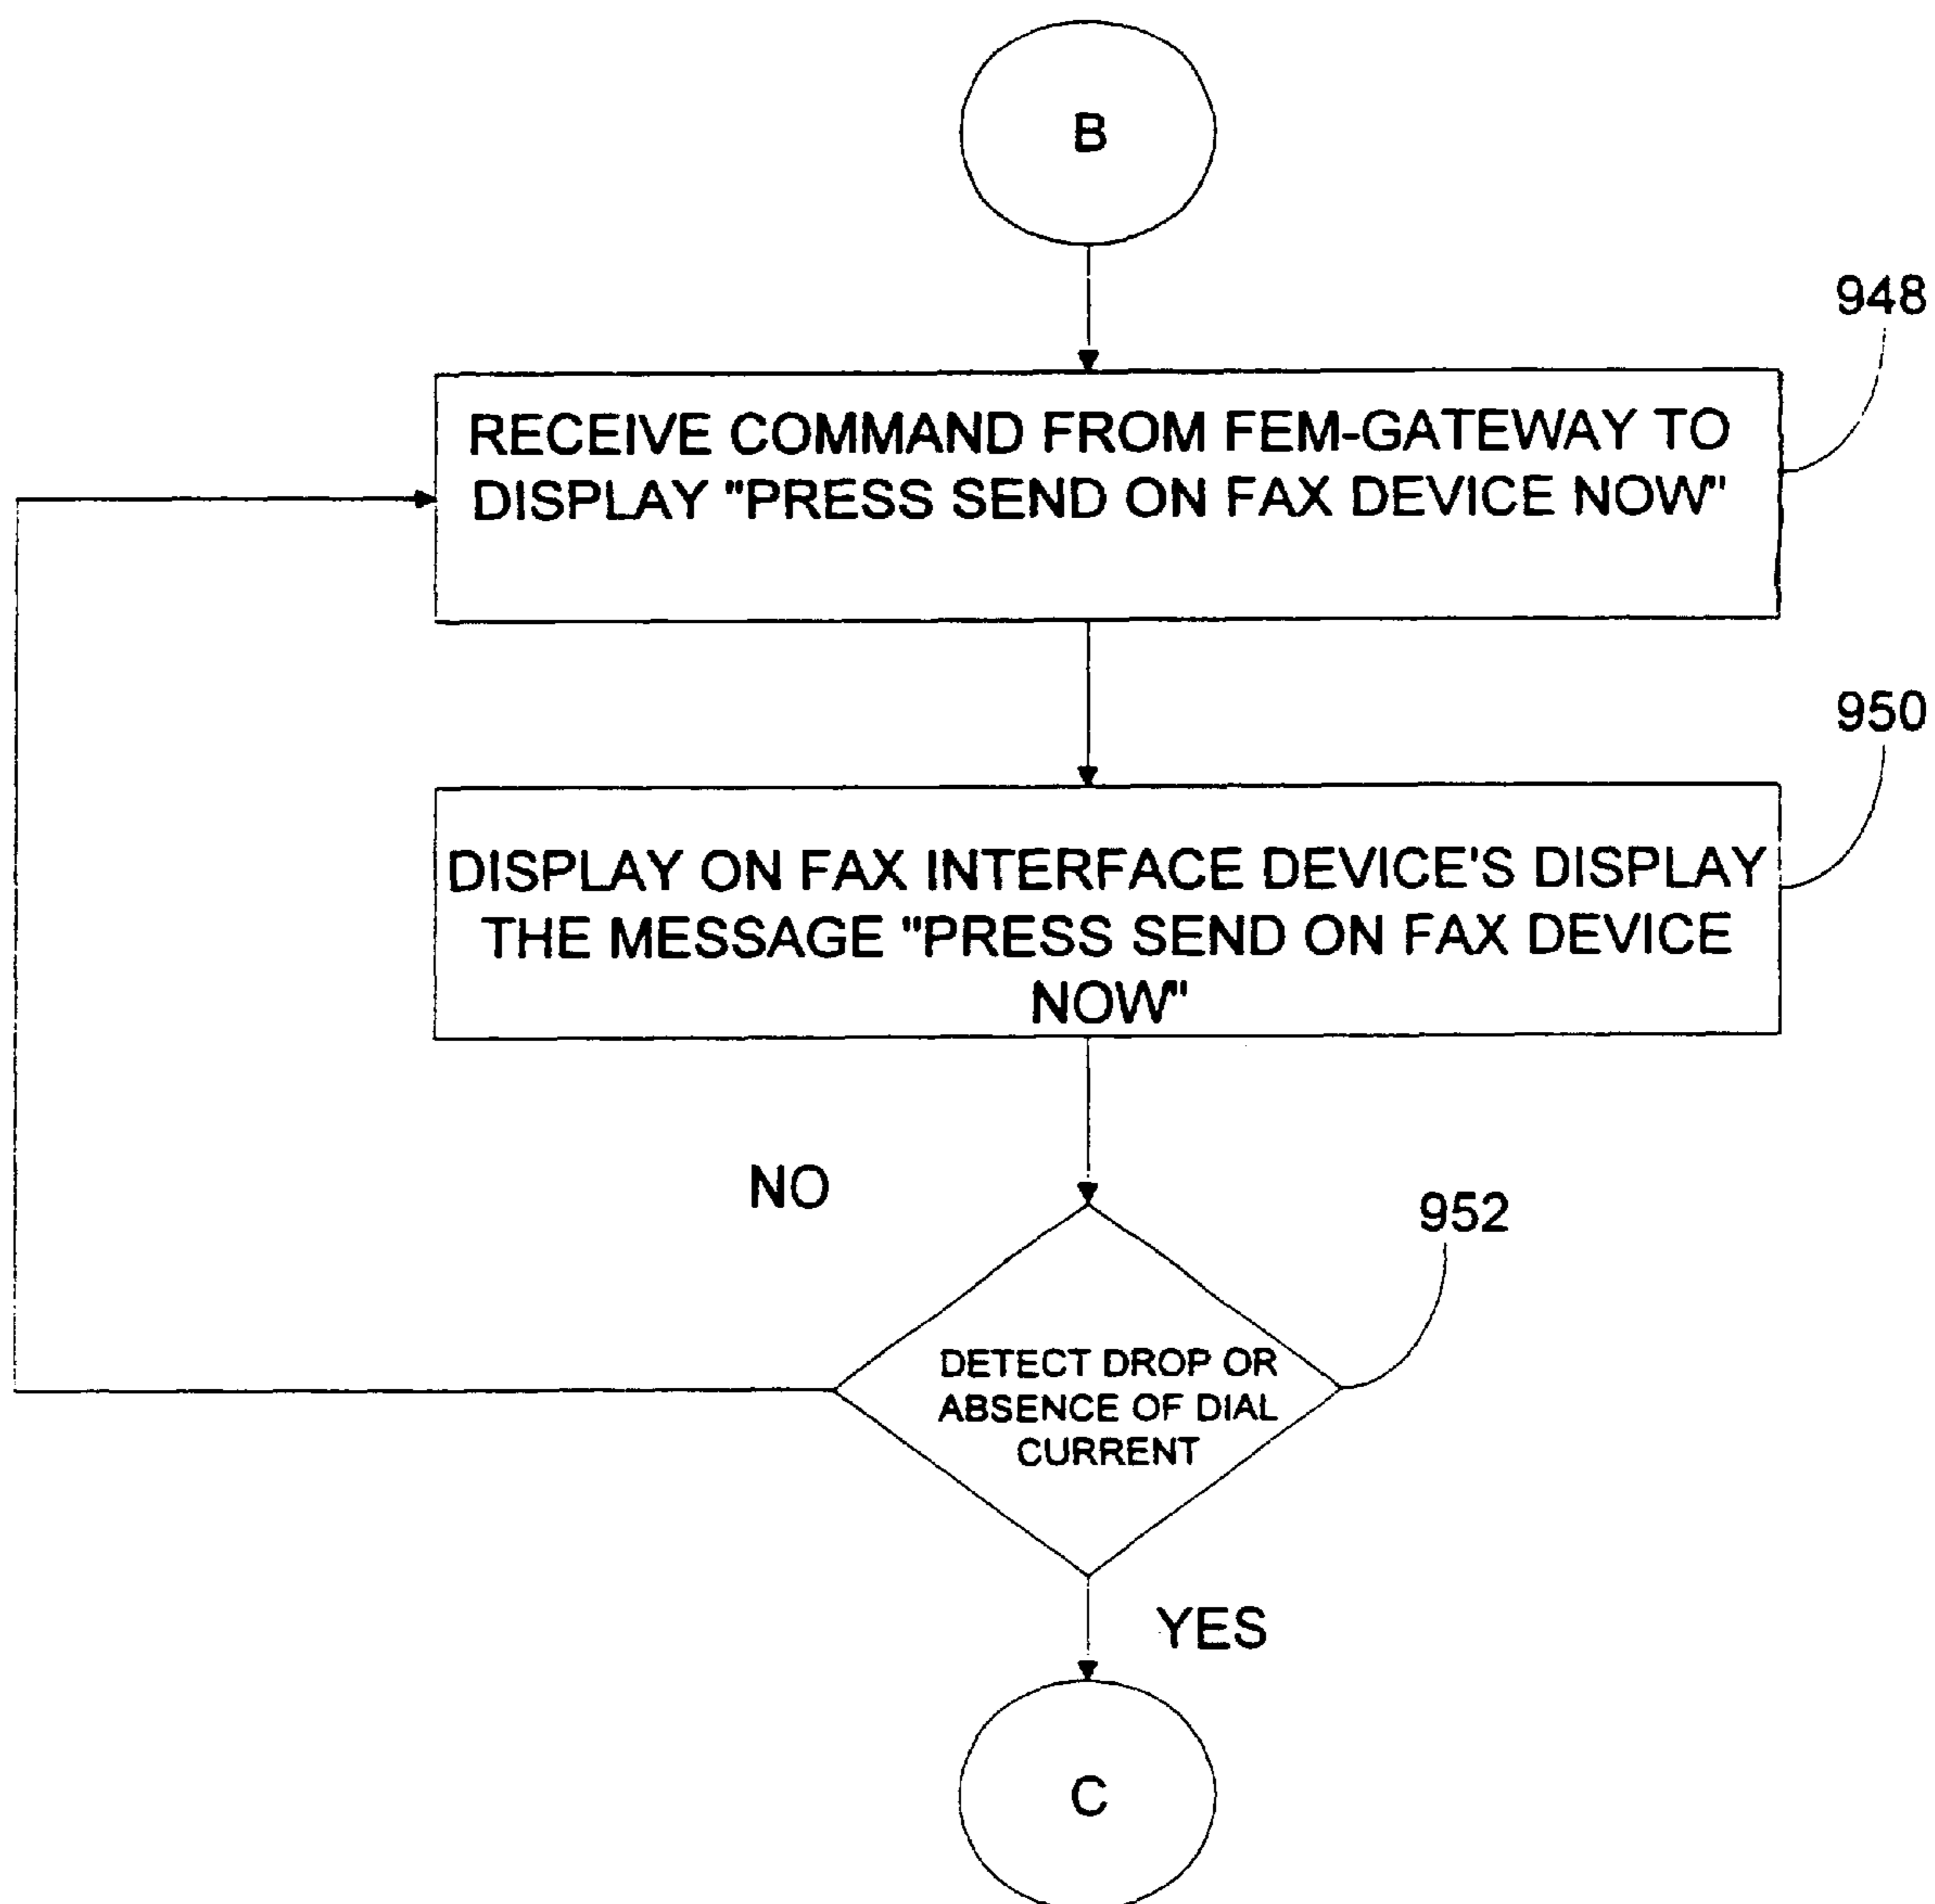 B
948
RECEIVE COMMAND FROM FEM-GATEWAY TO
DISPLAY "PRESS SEND ON FAX DEVICE NOW"
950
DISPLAY ON FAX INTERFACE DEVICE'S DISPLAY
THE MESSAGE "PRESS SEND ON FAX DEVICE
NOW"
NO
952
DETECT DROP OR
ABSENCE OF DIAL
CURRENT
YES
C